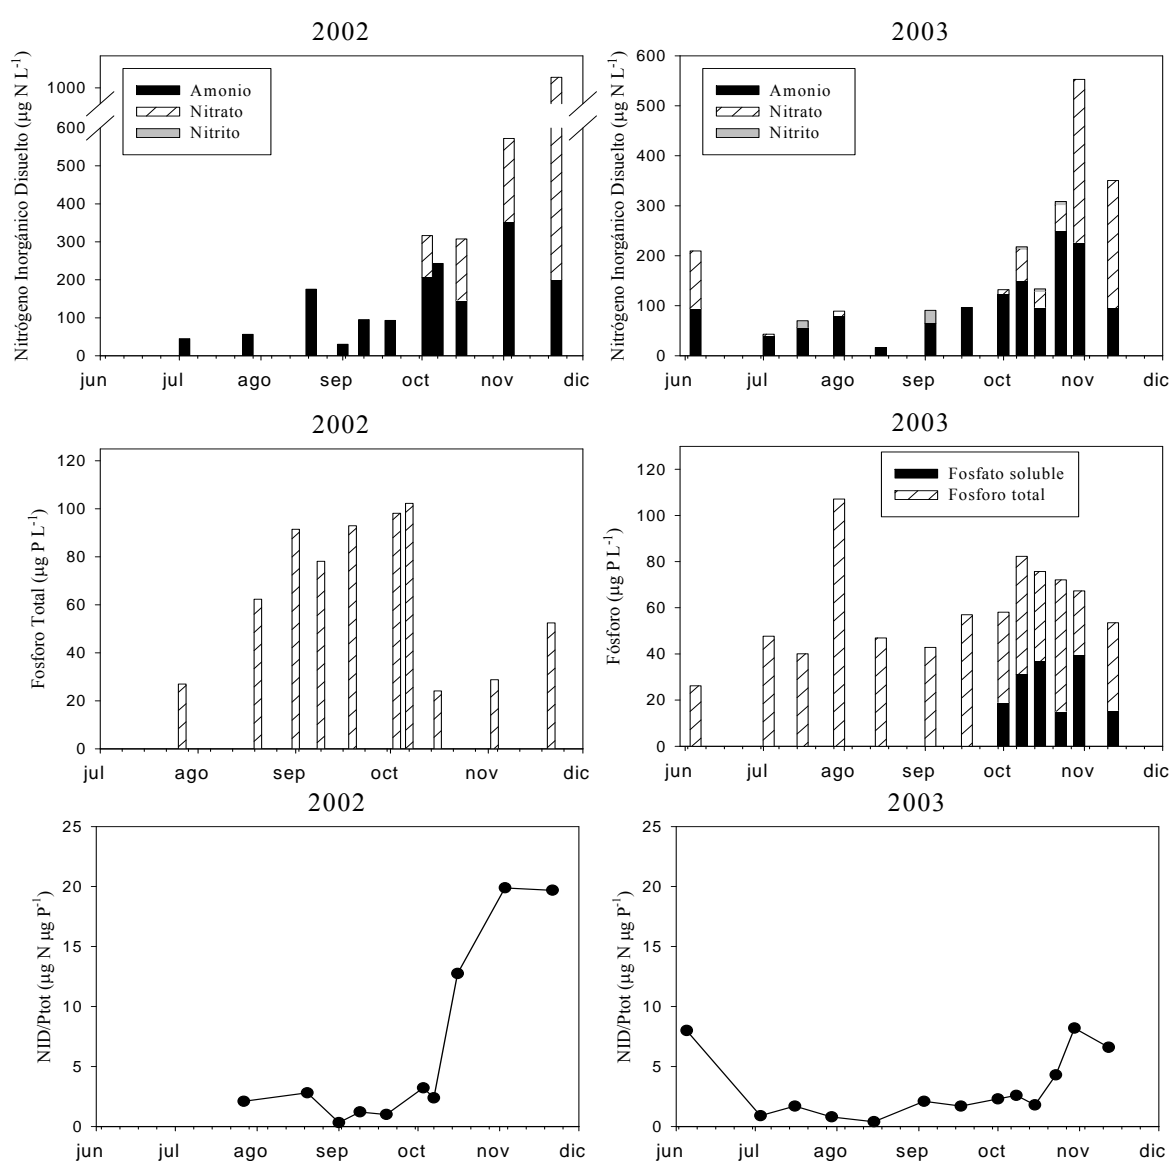 2002
Nitrógeno Inorgánico Disuelto (µg N L-1)
1000
600
500
400
300
200
100
0
Amonio
Nitrato
Nitrito
jun jul ago sep oct nov dic
2003
Nitrógeno Inorgánico Disuelto (µg N L-1)
600
500
400
300
200
100
0
Amonio
Nitrato
Nitrito
jun jul ago sep oct nov dic
2002
Fosforo Total (µg P L-1)
120
100
80
60
40
20
0
jul ago sep oct nov dic
2003
Fósforo (µg P L-1)
120
100
80
60
40
20
0
Fosfato soluble
Fosforo total
jun jul ago sep oct nov dic
2002
NID/Ptot (µg N µg P-1)
25
20
15
10
5
0
jun jul ago sep oct nov dic
2003
NID/Ptot (µg N µg P-1)
25
20
15
10
5
0
jun jul ago sep oct nov dic